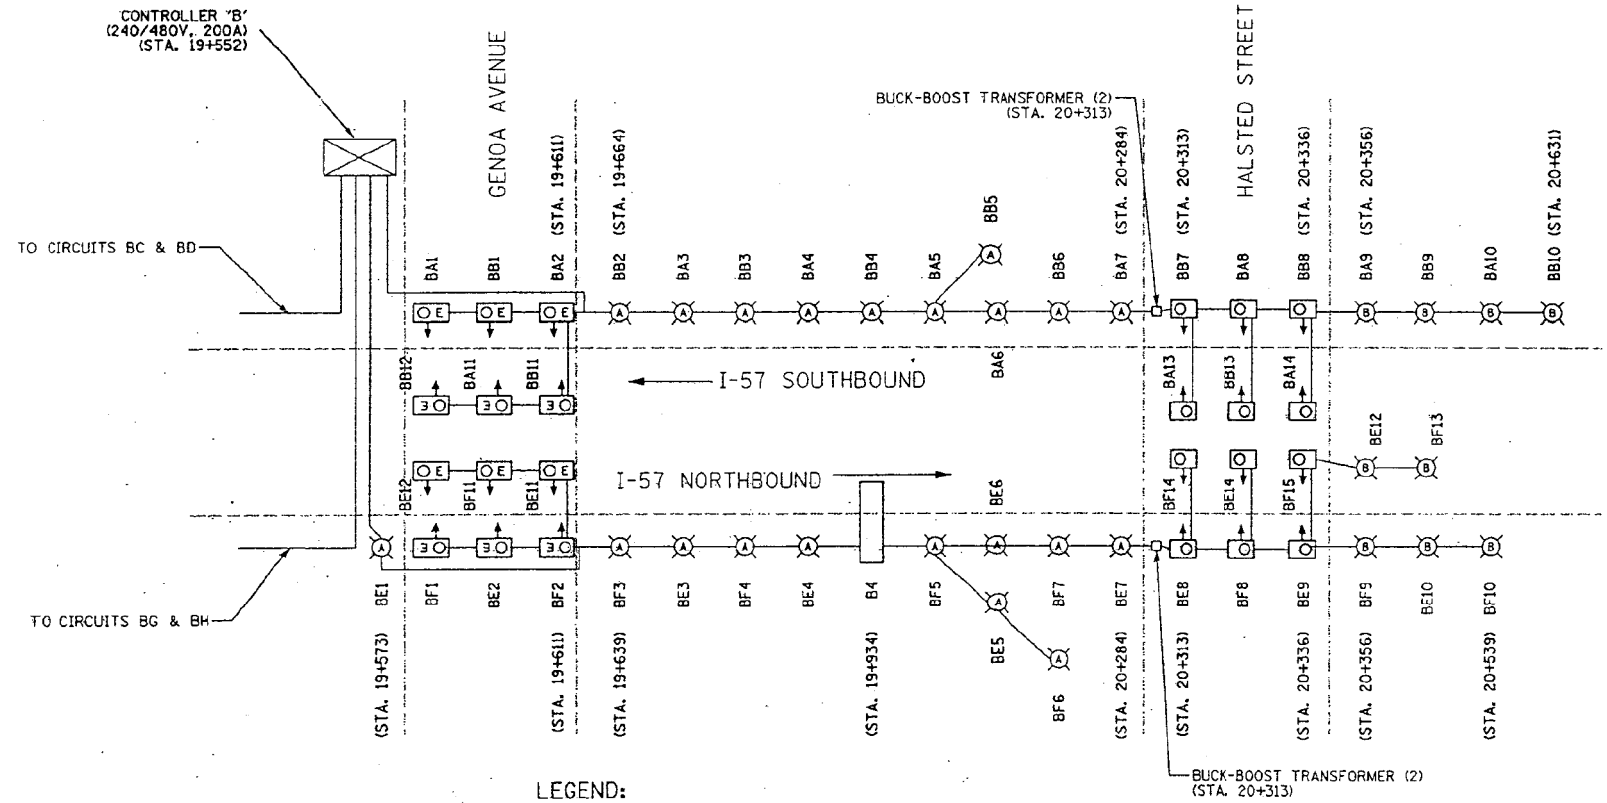 CONTROLLER "B"
(240/480V, 200A)
(STA. 19+552)
GENOA AVENUE
HALSTED STREET
BUCK-BOOST TRANSFORMER (2)
(STA. 20+313)
TO CIRCUITS BC & BD
BA1
BB1
BA2 (STA. 19+611)
BB2 (STA. 19+664)
BA3
BB3
BA4
BB4
BA5
BB5
BB6
BA7 (STA. 20+284)
BB7 (STA. 20+313)
BA8
BB8 (STA. 20+336)
BA9 (STA. 20+356)
BB9
BA10
BB10 (STA. 20+631)
O E
O E
O E
A
A
A
A
A
A
A
A
A
A
O
O
O
B
B
B
B
BA6
BB12
BA11
BB11
I-57 SOUTHBOUND
BA13
BB13
BA14
E O
E O
E O
O
O
O
BE12
BF13
O E
O E
O E
I-57 NORTHBOUND
BE6
O
O
O
B
B
BE12
BF11
BE11
BF14
BE14
BF15
A
E O
E O
E O
A
A
A
A
A
A
A
A
O
O
O
B
B
B
BE1
BF1
BE2
BF2
BF3
BE3
BF4
BE4
B4
BF5
A
BF7
BE7
BE8
BF8
BE9
BF9
BE10
BF10
TO CIRCUITS BG & BH
BE5
A
BF6
(STA. 19+573)
(STA. 19+611)
(STA. 19+639)
(STA. 19+934)
(STA. 20+284)
(STA. 20+313)
(STA. 20+336)
(STA. 20+356)
(STA. 20+539)
BUCK-BOOST TRANSFORMER (2)
(STA. 20+313)
LEGEND: